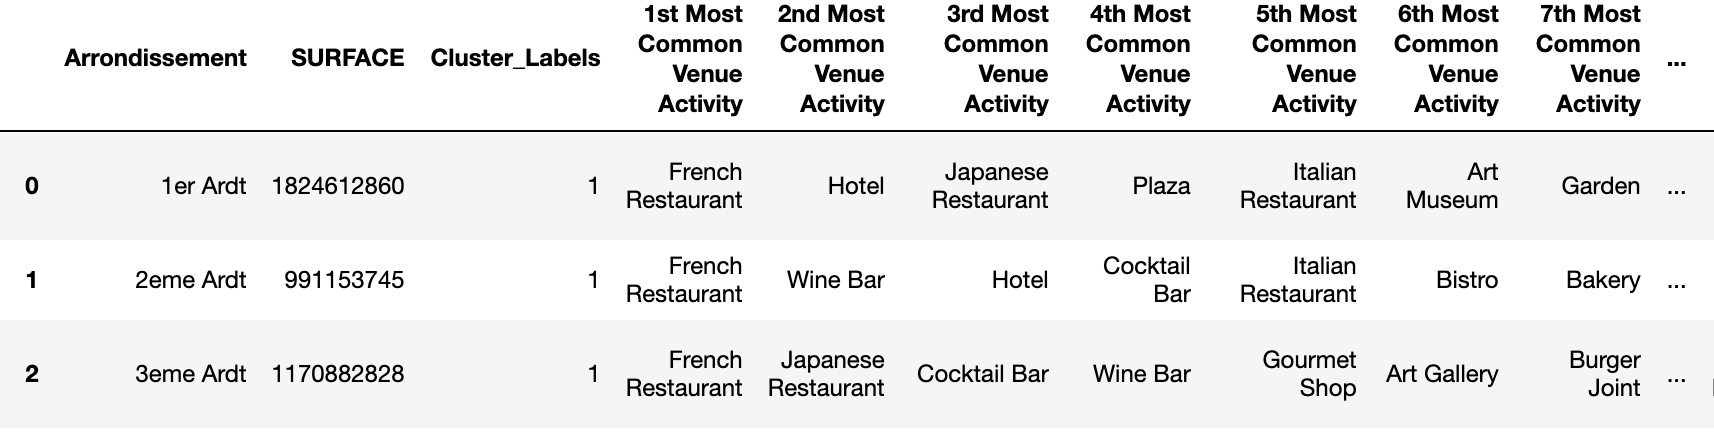 Arrondissement SURFACE Cluster_Labels 1st Most Common Venue Activity 2nd Most Common Venue Activity 3rd Most Common Venue Activity 4th Most Common Venue Activity 5th Most Common Venue Activity 6th Most Common Venue Activity 7th Most Common Venue Activity ...
0 1er Ardt 1824612860 1 French Restaurant Hotel Japanese Restaurant Plaza Italian Restaurant Art Museum Garden ...
1 2eme Ardt 991153745 1 French Restaurant Wine Bar Hotel Cocktail Bar Italian Restaurant Bistro Bakery ...
2 3eme Ardt 1170882828 1 French Restaurant Japanese Restaurant Cocktail Bar Wine Bar Gourmet Shop Art Gallery Burger Joint ...